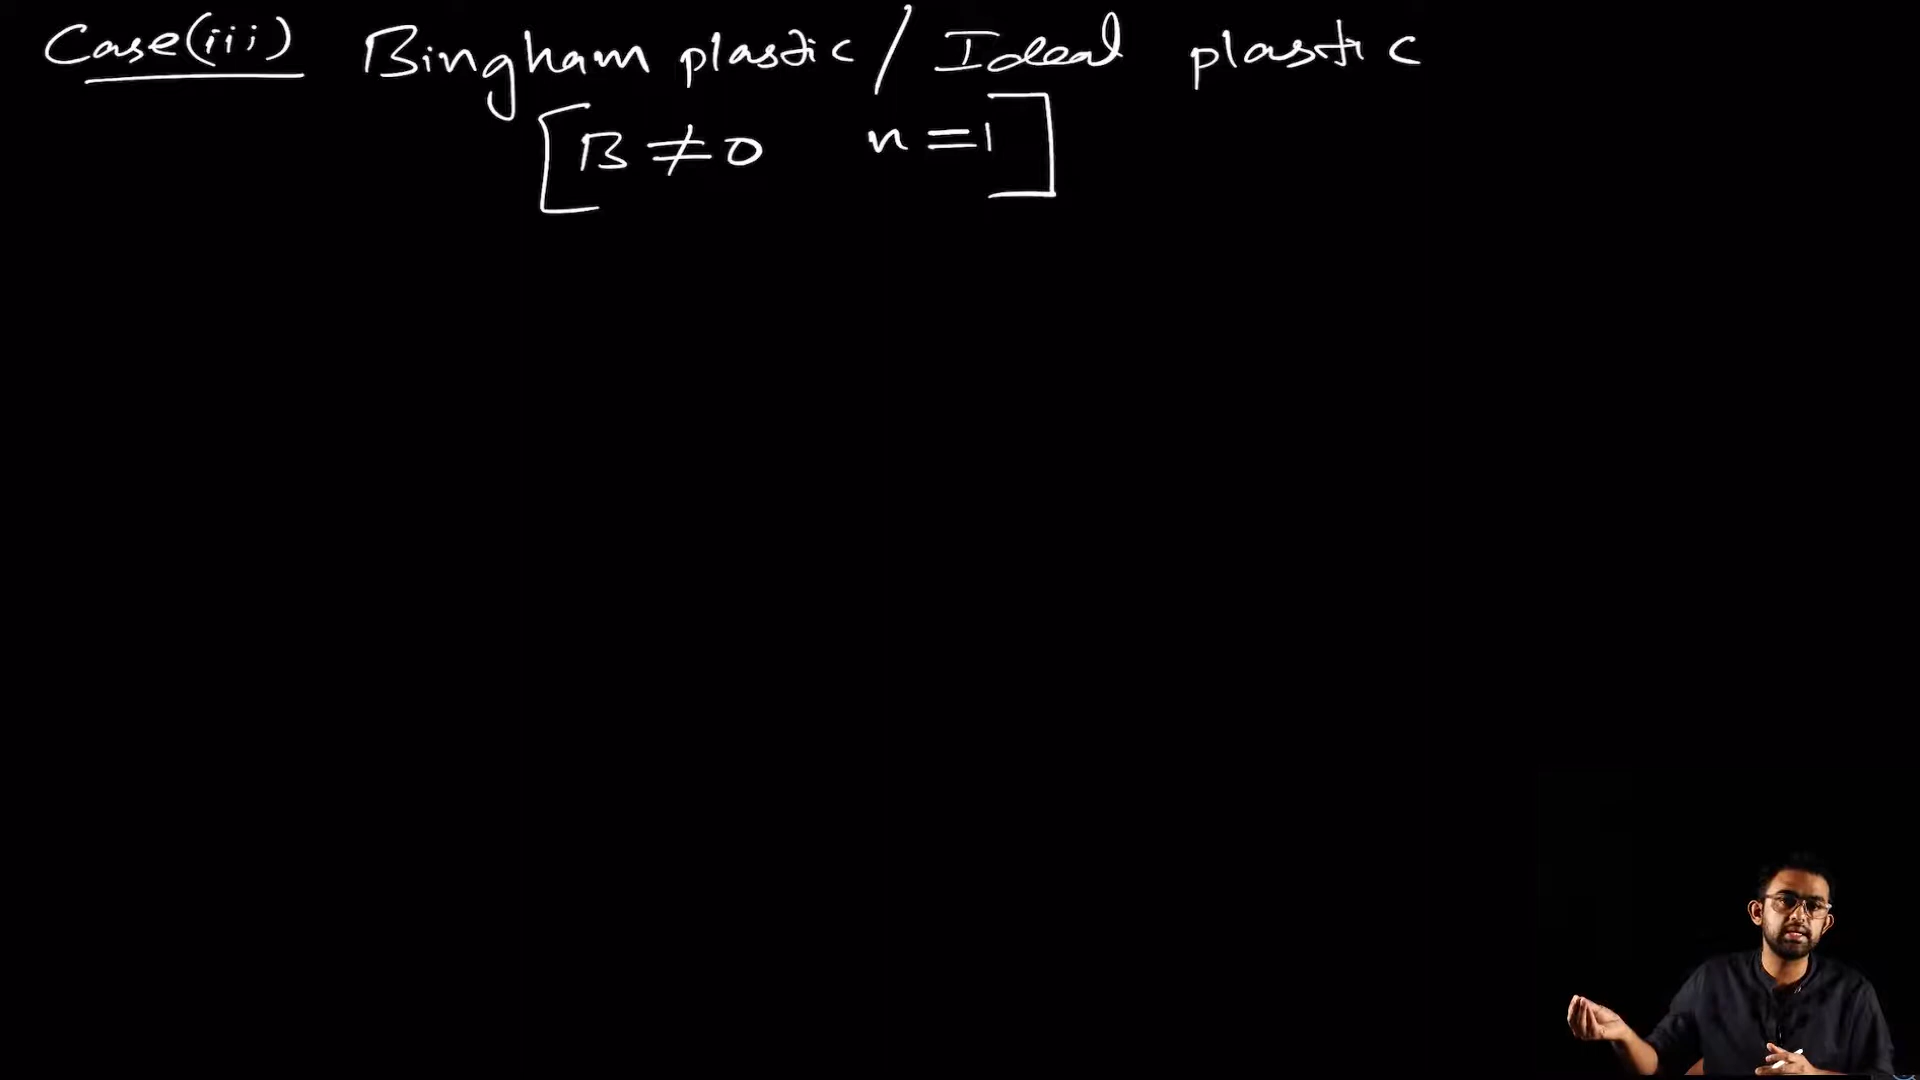 Case(iii) Bingham plastic / Ideal plastic
[B ≠ 0 n = 1]